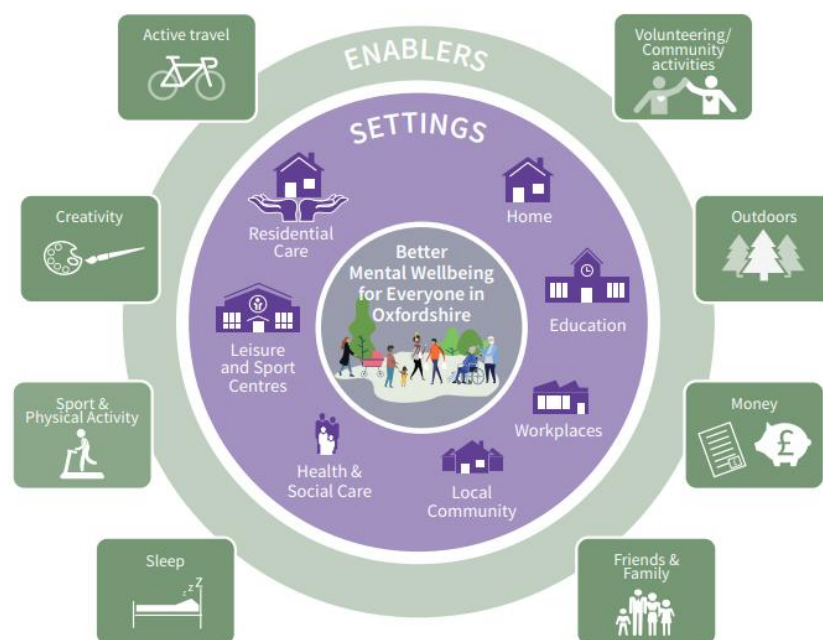 Active travel
ENABLERS
Volunteering/
Community
activities
SETTINGS
Residential
Care
Home
Creativity
Outdoors
Better
Mental Wellbeing
for Everyone in
Oxfordshire
Education
Leisure
and Sport
Centres
Sport &
Physical Activity
Money
£
Workplaces
Health &
Social Care
Local
Community
Sleep
z z Z
Friends &
Family